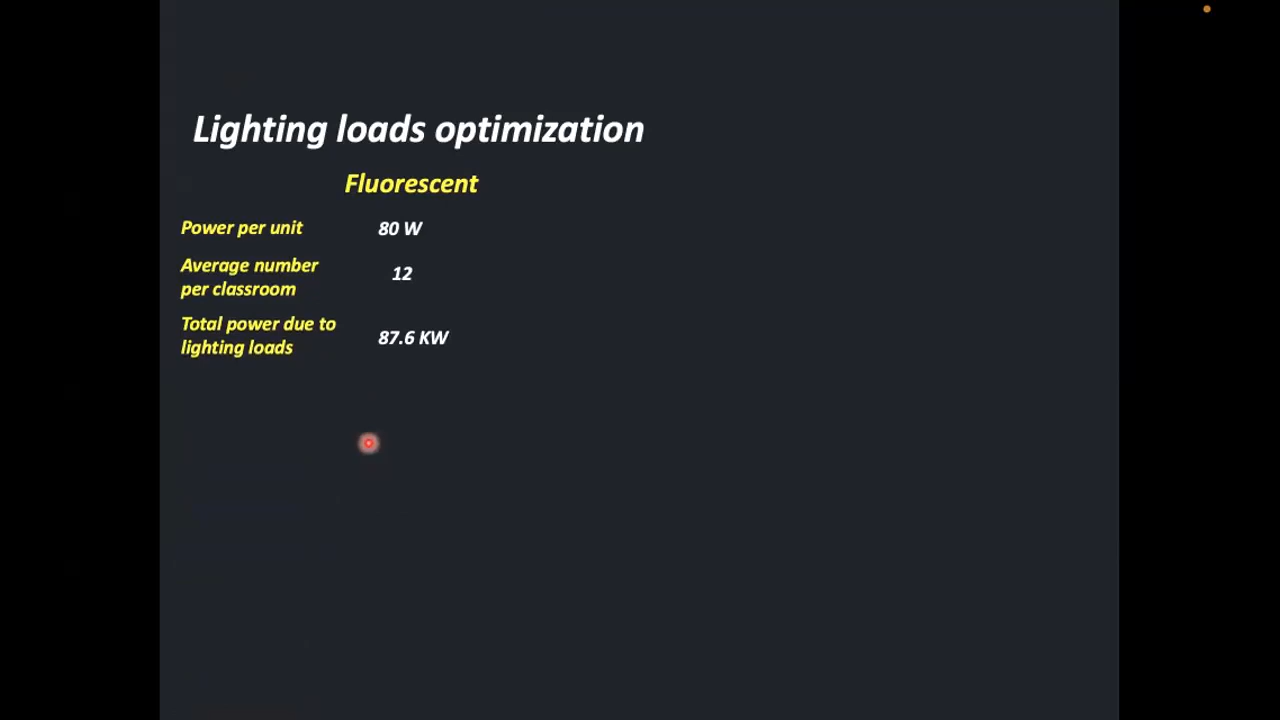 Lighting loads optimization
Fluorescent
Power per unit 80 W
Average number
per classroom 12
Total power due to
lighting loads 87.6 KW